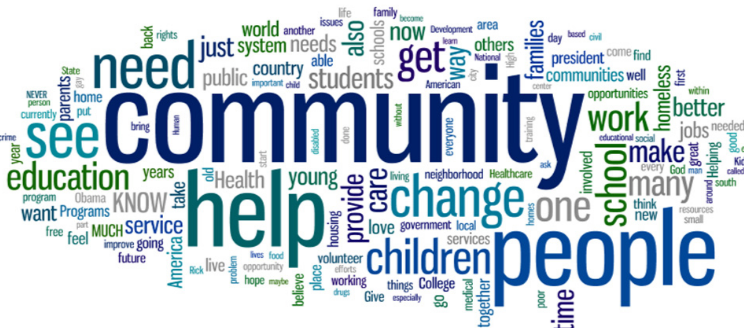 life
family
become
rights
back
world
another
issues
also
schools
now
Development
area
day
based
civil
just
system
needs
get
way
others
families
president
come
find
need
public
country
able
students
National
High
communities
well
State
NEVER
person
parents
gay
home
currently
put
important
child
American
city
center
opportunities
homeless
first
within
crime
see
bring
Human
community
disabled
done
without
everyone
training
work
better
jobs
needed
year
start
ask
educational
social
school
make
great
Helping
good
education
years
take
old
Health
young
living
neighborhood
Healthcare
involved
every
God
man
called
program
Obama
KNOW
help
provide
care
change
one
many
around
south
want
Programs
housing
love
government
local
homes
think
new
resources
small
free
part
feel
MUCH
service
services
people
improve
going
future
America
Rick
live
lives
food
problem
opportunity
hope
maybe
believe
place
volunteer
efforts
working
drugs
children
things
College
Give
especially
go
medical
together
poor
time